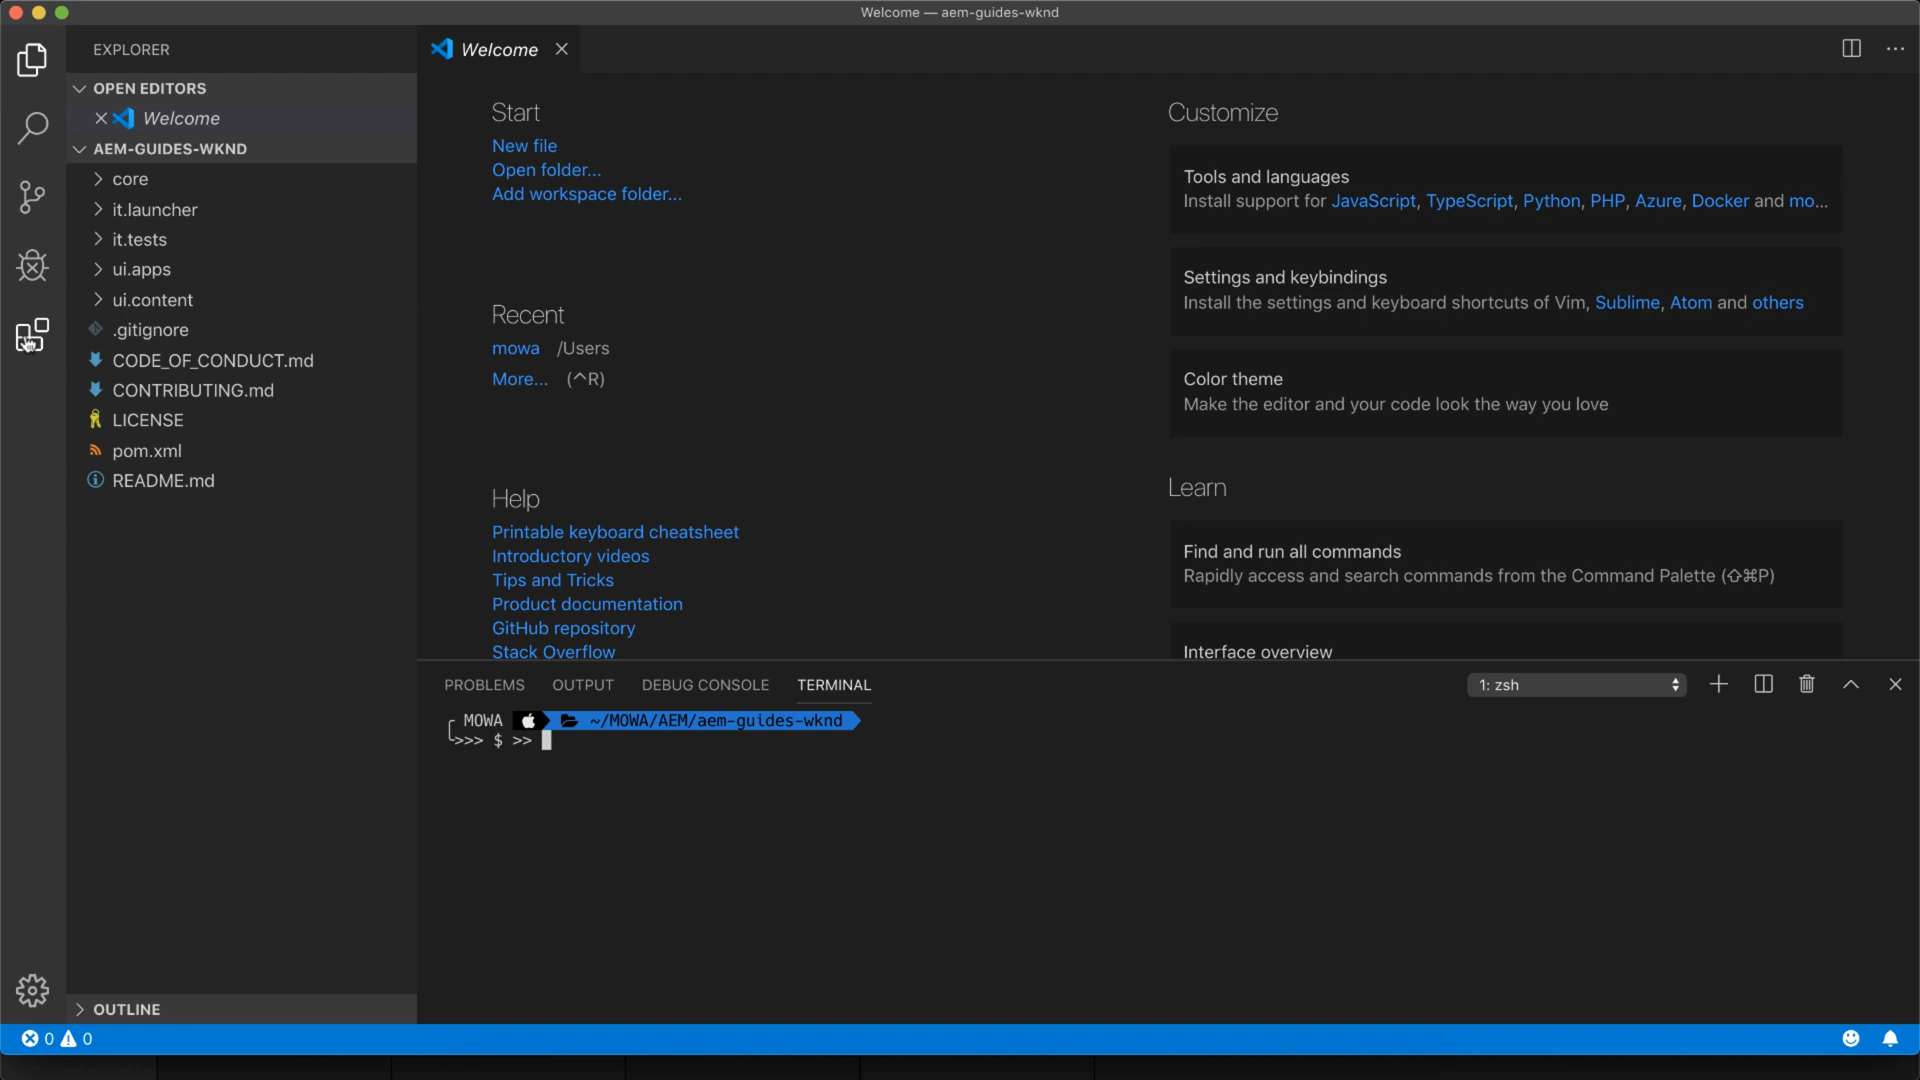 Welcome — aem-guides-wknd
EXPLORER
OPEN EDITORS
Welcome
AEM-GUIDES-WKND
core
it.launcher
it.tests
ui.apps
ui.content
.gitignore
CODE_OF_CONDUCT.md
CONTRIBUTING.md
LICENSE
pom.xml
README.md
OUTLINE
Welcome
Start
New file
Open folder...
Add workspace folder...
Recent
mowa /Users
More... (^R)
Help
Printable keyboard cheatsheet
Introductory videos
Tips and Tricks
Product documentation
GitHub repository
Stack Overflow
Customize
Tools and languages
Install support for JavaScript, TypeScript, Python, PHP, Azure, Docker and mo...
Settings and keybindings
Install the settings and keyboard shortcuts of Vim, Sublime, Atom and others
Color theme
Make the editor and your code look the way you love
Learn
Find and run all commands
Rapidly access and search commands from the Command Palette (⇧⌘P)
Interface overview
PROBLEMS OUTPUT DEBUG CONSOLE TERMINAL
1: zsh
MOWA ~/MOWA/AEM/aem-guides-wknd
>>> $ >>
0 0